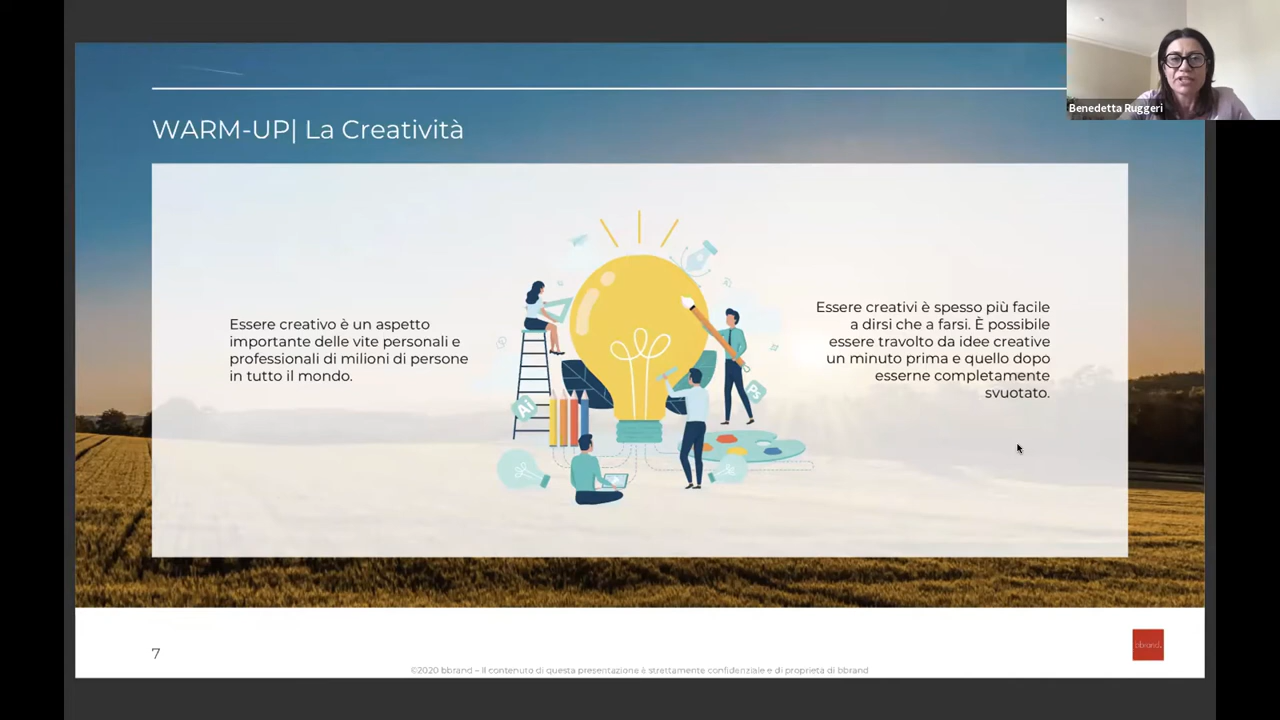 Benedetta Ruggeri
WARM-UP| La Creatività
Essere creativo è un aspetto
importante delle vite personali e
professionali di milioni di persone
in tutto il mondo.
Essere creativi è spesso più facile
a dirsi che a farsi. È possibile
essere travolto da idee creative
un minuto prima e quello dopo
esserne completamente
svuotato.
Ai
Ps
7
bbrand.
©2020 bbrand – Il contenuto di questa presentazione è strettamente confidenziale e di proprietà di bbrand